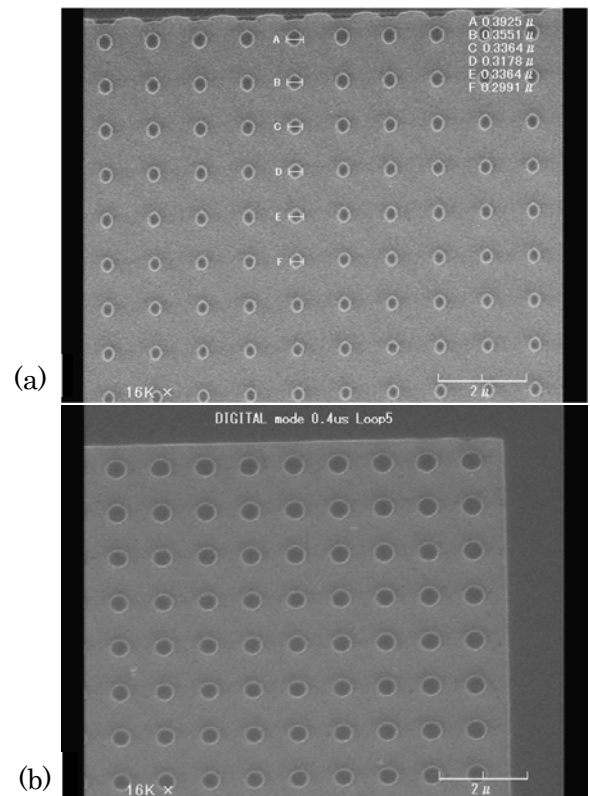 A 0.3925 μ
B 0.3551 μ
C 0.3364 μ
D 0.3178 μ
E 0.3364 μ
F 0.2991 μ
A
B
C
D
E
F
(a)
16K ×
2 μ
DIGITAL mode 0.4us Loop5
(b)
16K ×
2 μ